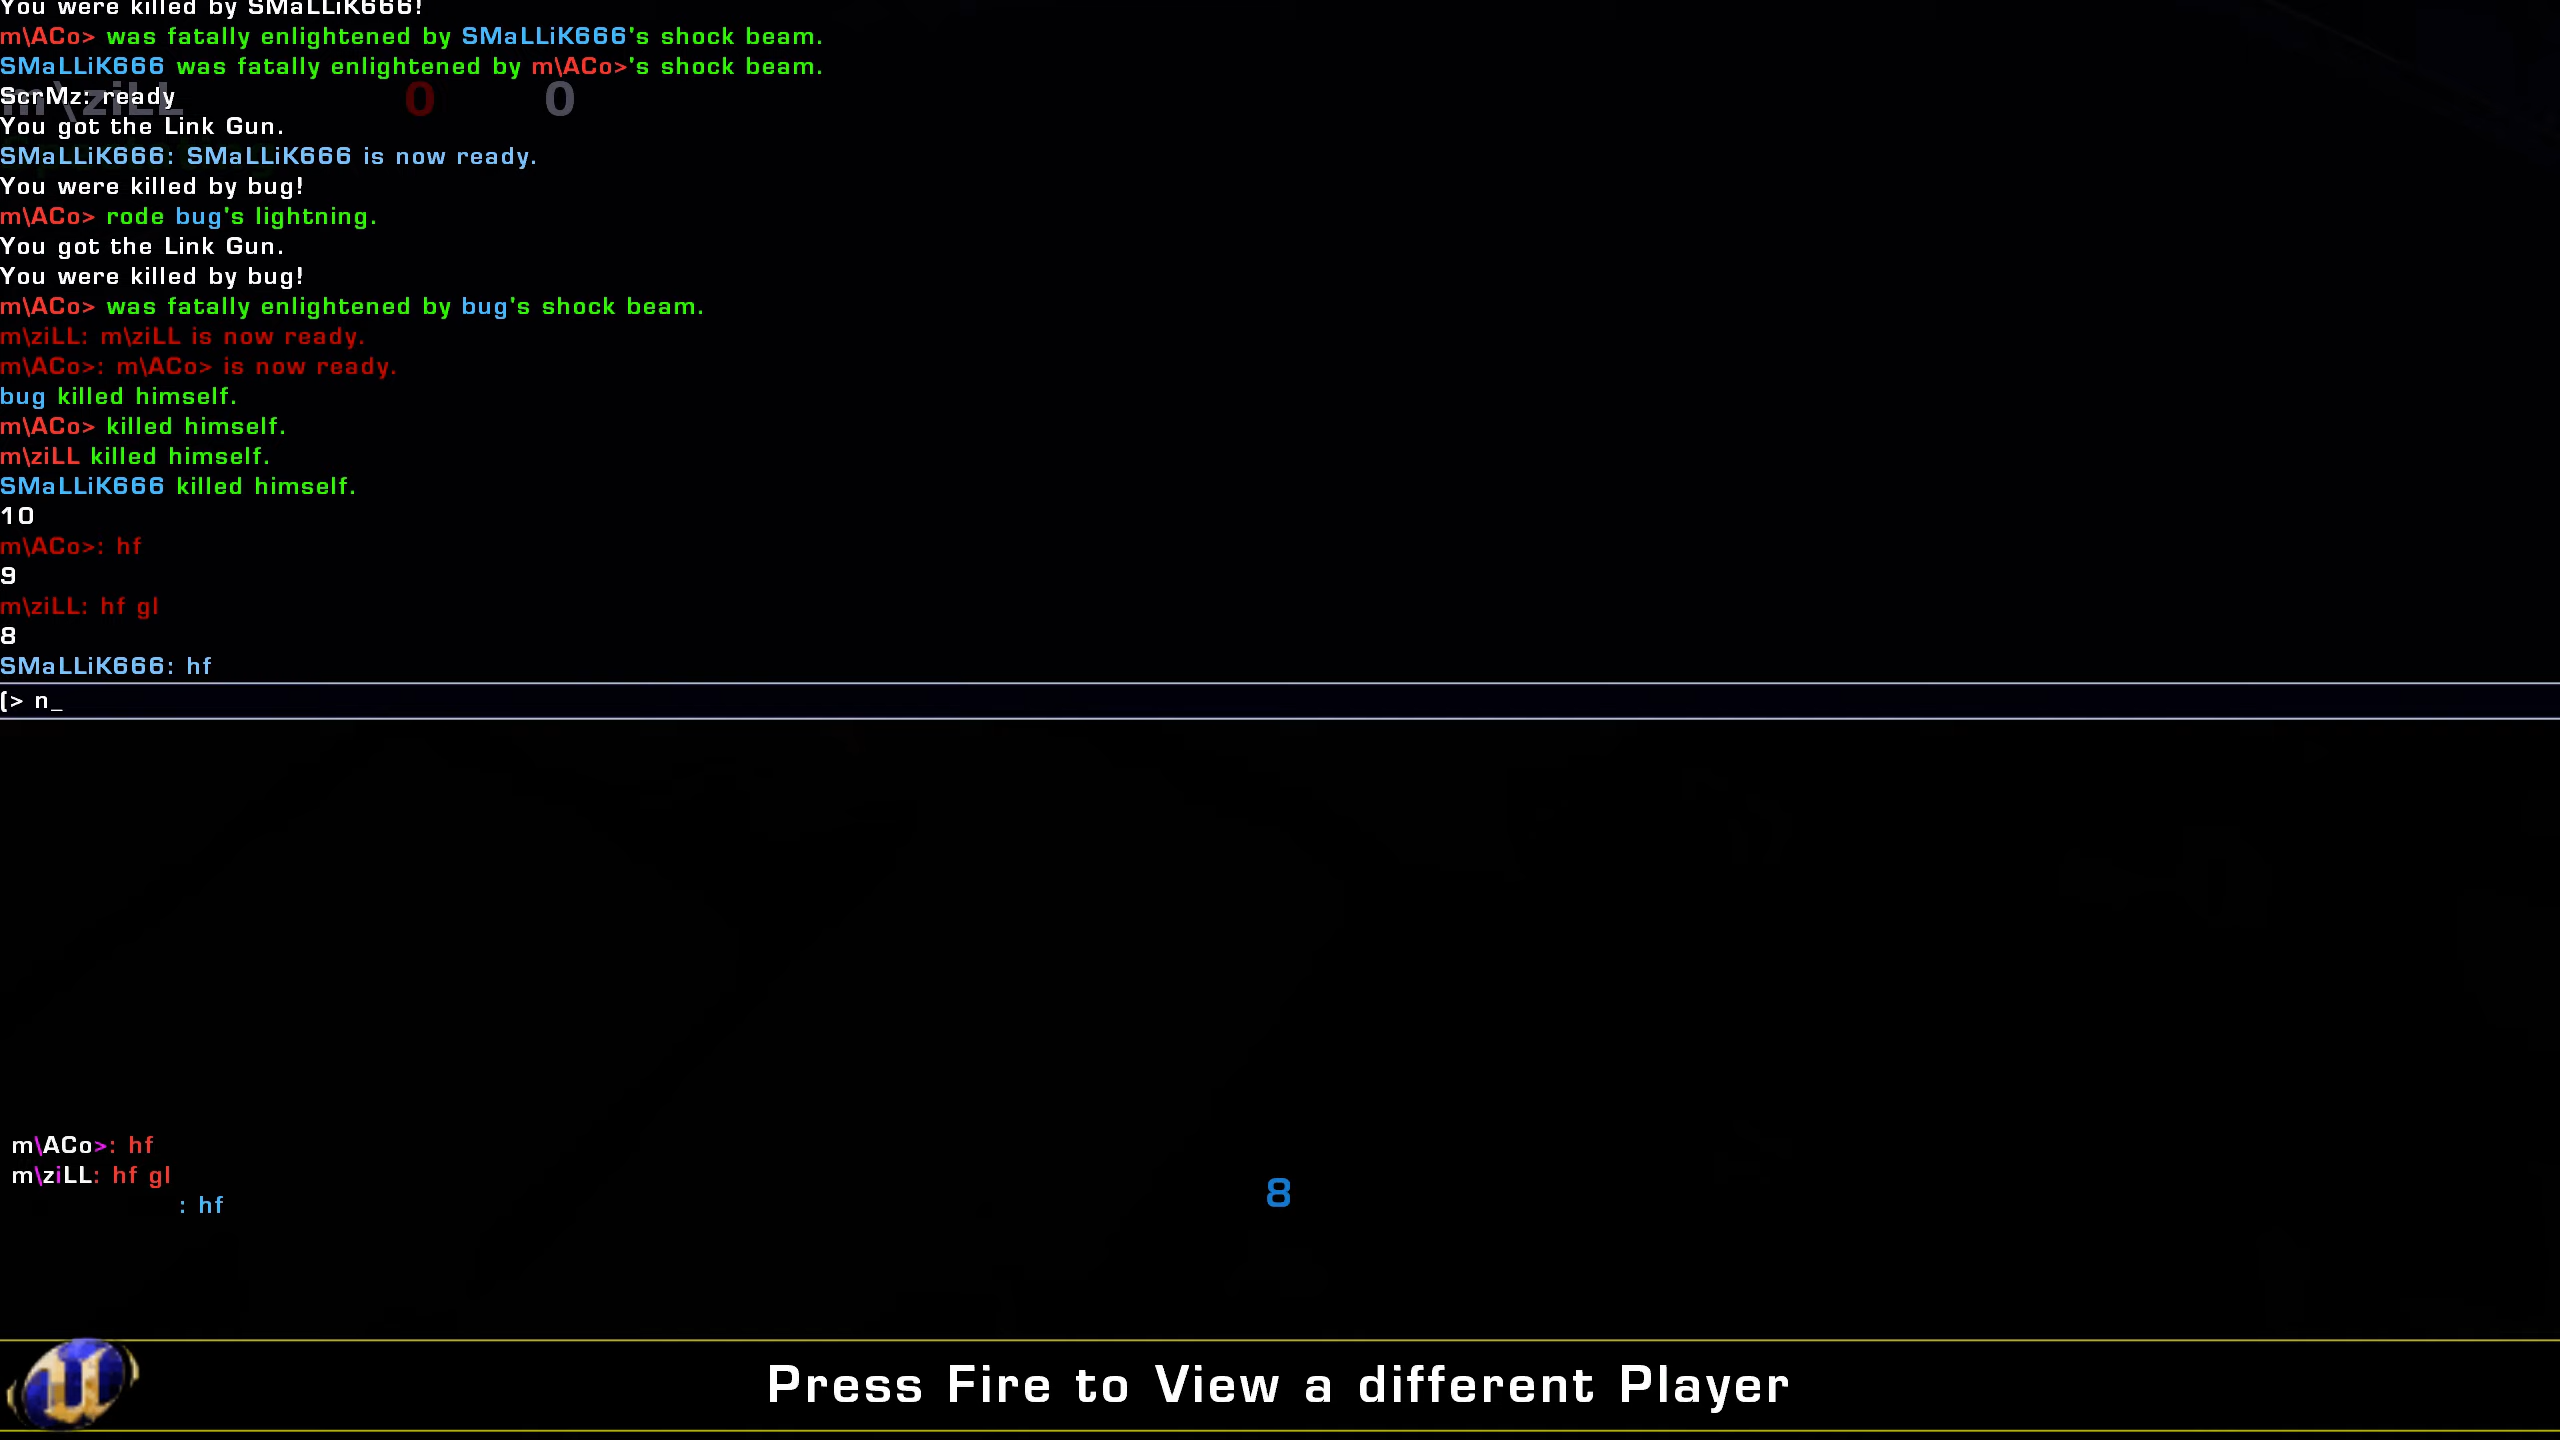 You were killed by SMaLLiK666!
m\ACo> was fatally enlightened by SMaLLiK666's shock beam.
SMaLLiK666 was fatally enlightened by m\ACo>'s shock beam.
ScrMz: ready
m\ziLL 0 0
You got the Link Gun.
SMaLLiK666: SMaLLiK666 is now ready.
You were killed by bug!
m\ACo> rode bug's lightning.
You got the Link Gun.
You were killed by bug!
m\ACo> was fatally enlightened by bug's shock beam.
m\ziLL: m\ziLL is now ready.
m\ACo>: m\ACo> is now ready.
bug killed himself.
m\ACo> killed himself.
m\ziLL killed himself.
SMaLLiK666 killed himself.
10
m\ACo>: hf
9
m\ziLL: hf gl
8
SMaLLiK666: hf
(> n_
m\ACo>: hf
m\ziLL: hf gl
: hf
8
Press Fire to View a different Player